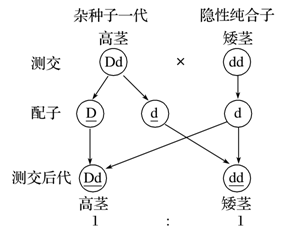 杂种子一代 隐性纯合子
高茎 矮茎
测交 Dd × dd
配子 D d d
测交后代 Dd dd
高茎 矮茎
1 : 1